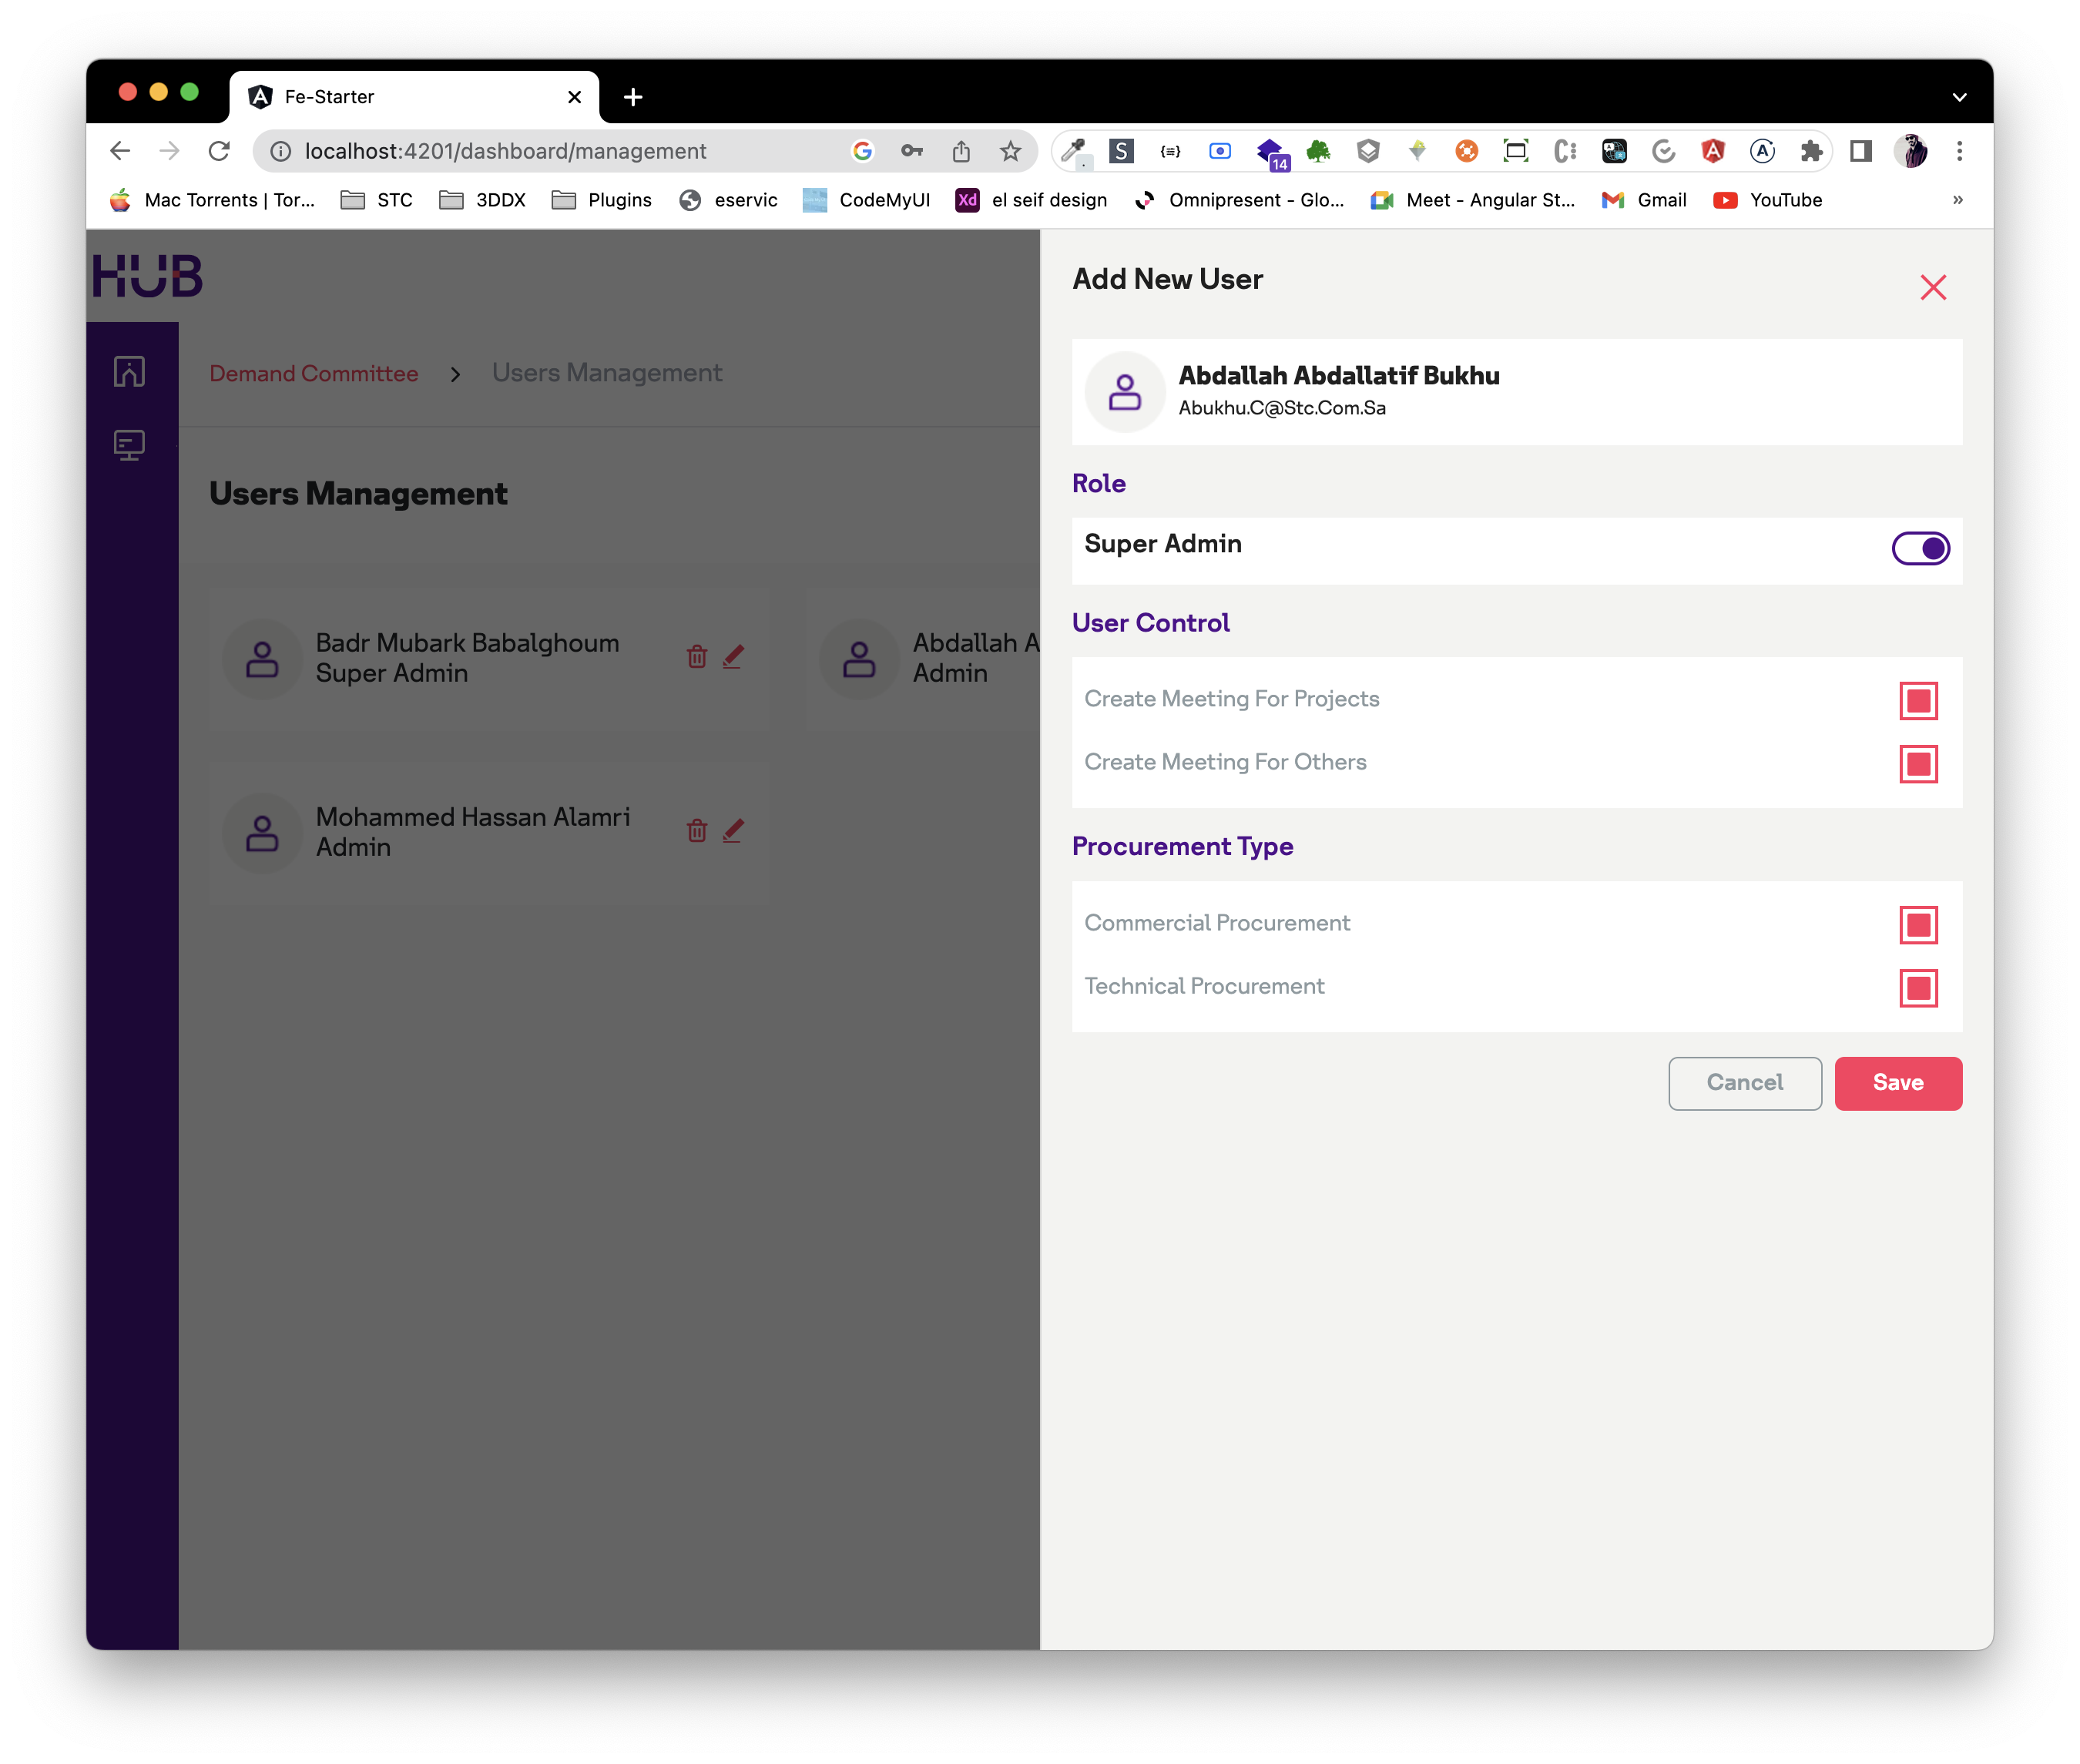 Fe-Starter
localhost:4201/dashboard/management
S
14
Mac Torrents | Tor...
STC
3DDX
Plugins
eservic
CodeMyUI
Xd
el seif design
Omnipresent - Glo...
Meet - Angular St...
Gmail
YouTube
»
HUB
Demand Committee > Users Management
Users Management
Badr Mubark Babalghoum
Super Admin
Abdallah A
Admin
Mohammed Hassan Alamri
Admin
Add New User
Abdallah Abdallatif Bukhu
Abukhu.C@Stc.Com.Sa
Role
Super Admin
User Control
Create Meeting For Projects
Create Meeting For Others
Procurement Type
Commercial Procurement
Technical Procurement
Cancel
Save